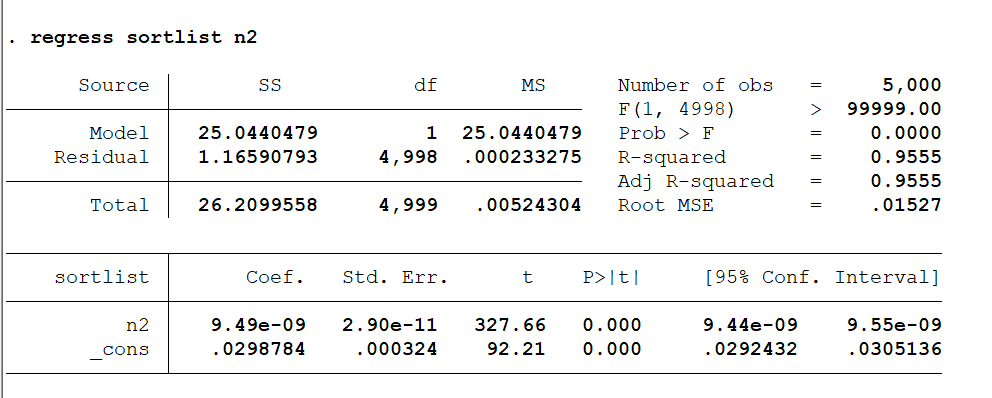 . regress sortlist n2
Source SS df MS Number of obs = 5,000
F(1, 4998) > 99999.00
Model 25.0440479 1 25.0440479 Prob > F = 0.0000
Residual 1.16590793 4,998 .000233275 R-squared = 0.9555
Adj R-squared = 0.9555
Total 26.2099558 4,999 .00524304 Root MSE = .01527
sortlist Coef. Std. Err. t P>|t| [95% Conf. Interval]
n2 9.49e-09 2.90e-11 327.66 0.000 9.44e-09 9.55e-09
_cons .0298784 .000324 92.21 0.000 .0292432 .0305136